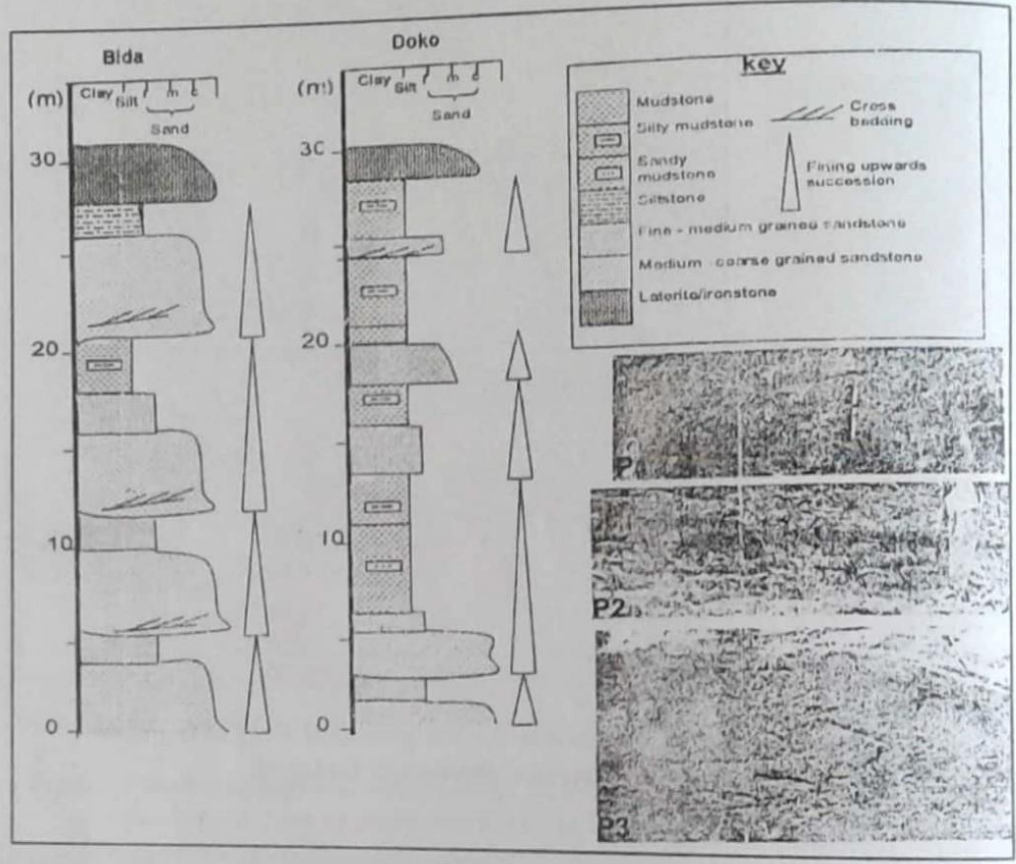 Bida
(m)
Clay Silt f m c
Sand
30
20
10
0
Doko
(m)
Clay Silt f m c
Sand
30
20
10
0
key
Mudstone
Silty mudstone
Sandy
mudstone
Siltstone
Fine - medium grained sandstone
Medium coarse grained sandstone
Laterite/ironstone
Cross
bedding
Fining upwards
succession
P2
P3